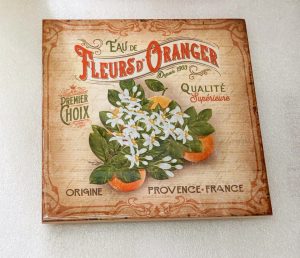 EAU DE
FLEURS D'ORANGER
Depuis 1903
PREMIER
CHOIX
QUALITÉ
Supérieure
ORIGINE
PROVENCE - FRANCE